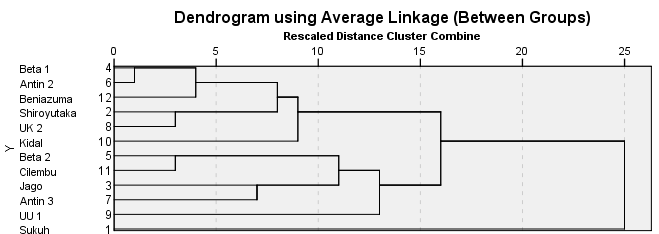 Dendrogram using Average Linkage (Between Groups)
Rescaled Distance Cluster Combine
0 5 10 15 20 25
Beta 1 4
Antin 2 6
Beniazuma 12
Shiroyutaka 2
UK 2 8
Kidal 10
Y
Beta 2 5
Cilembu 11
Jago 3
Antin 3 7
UU 1 9
Sukuh 1